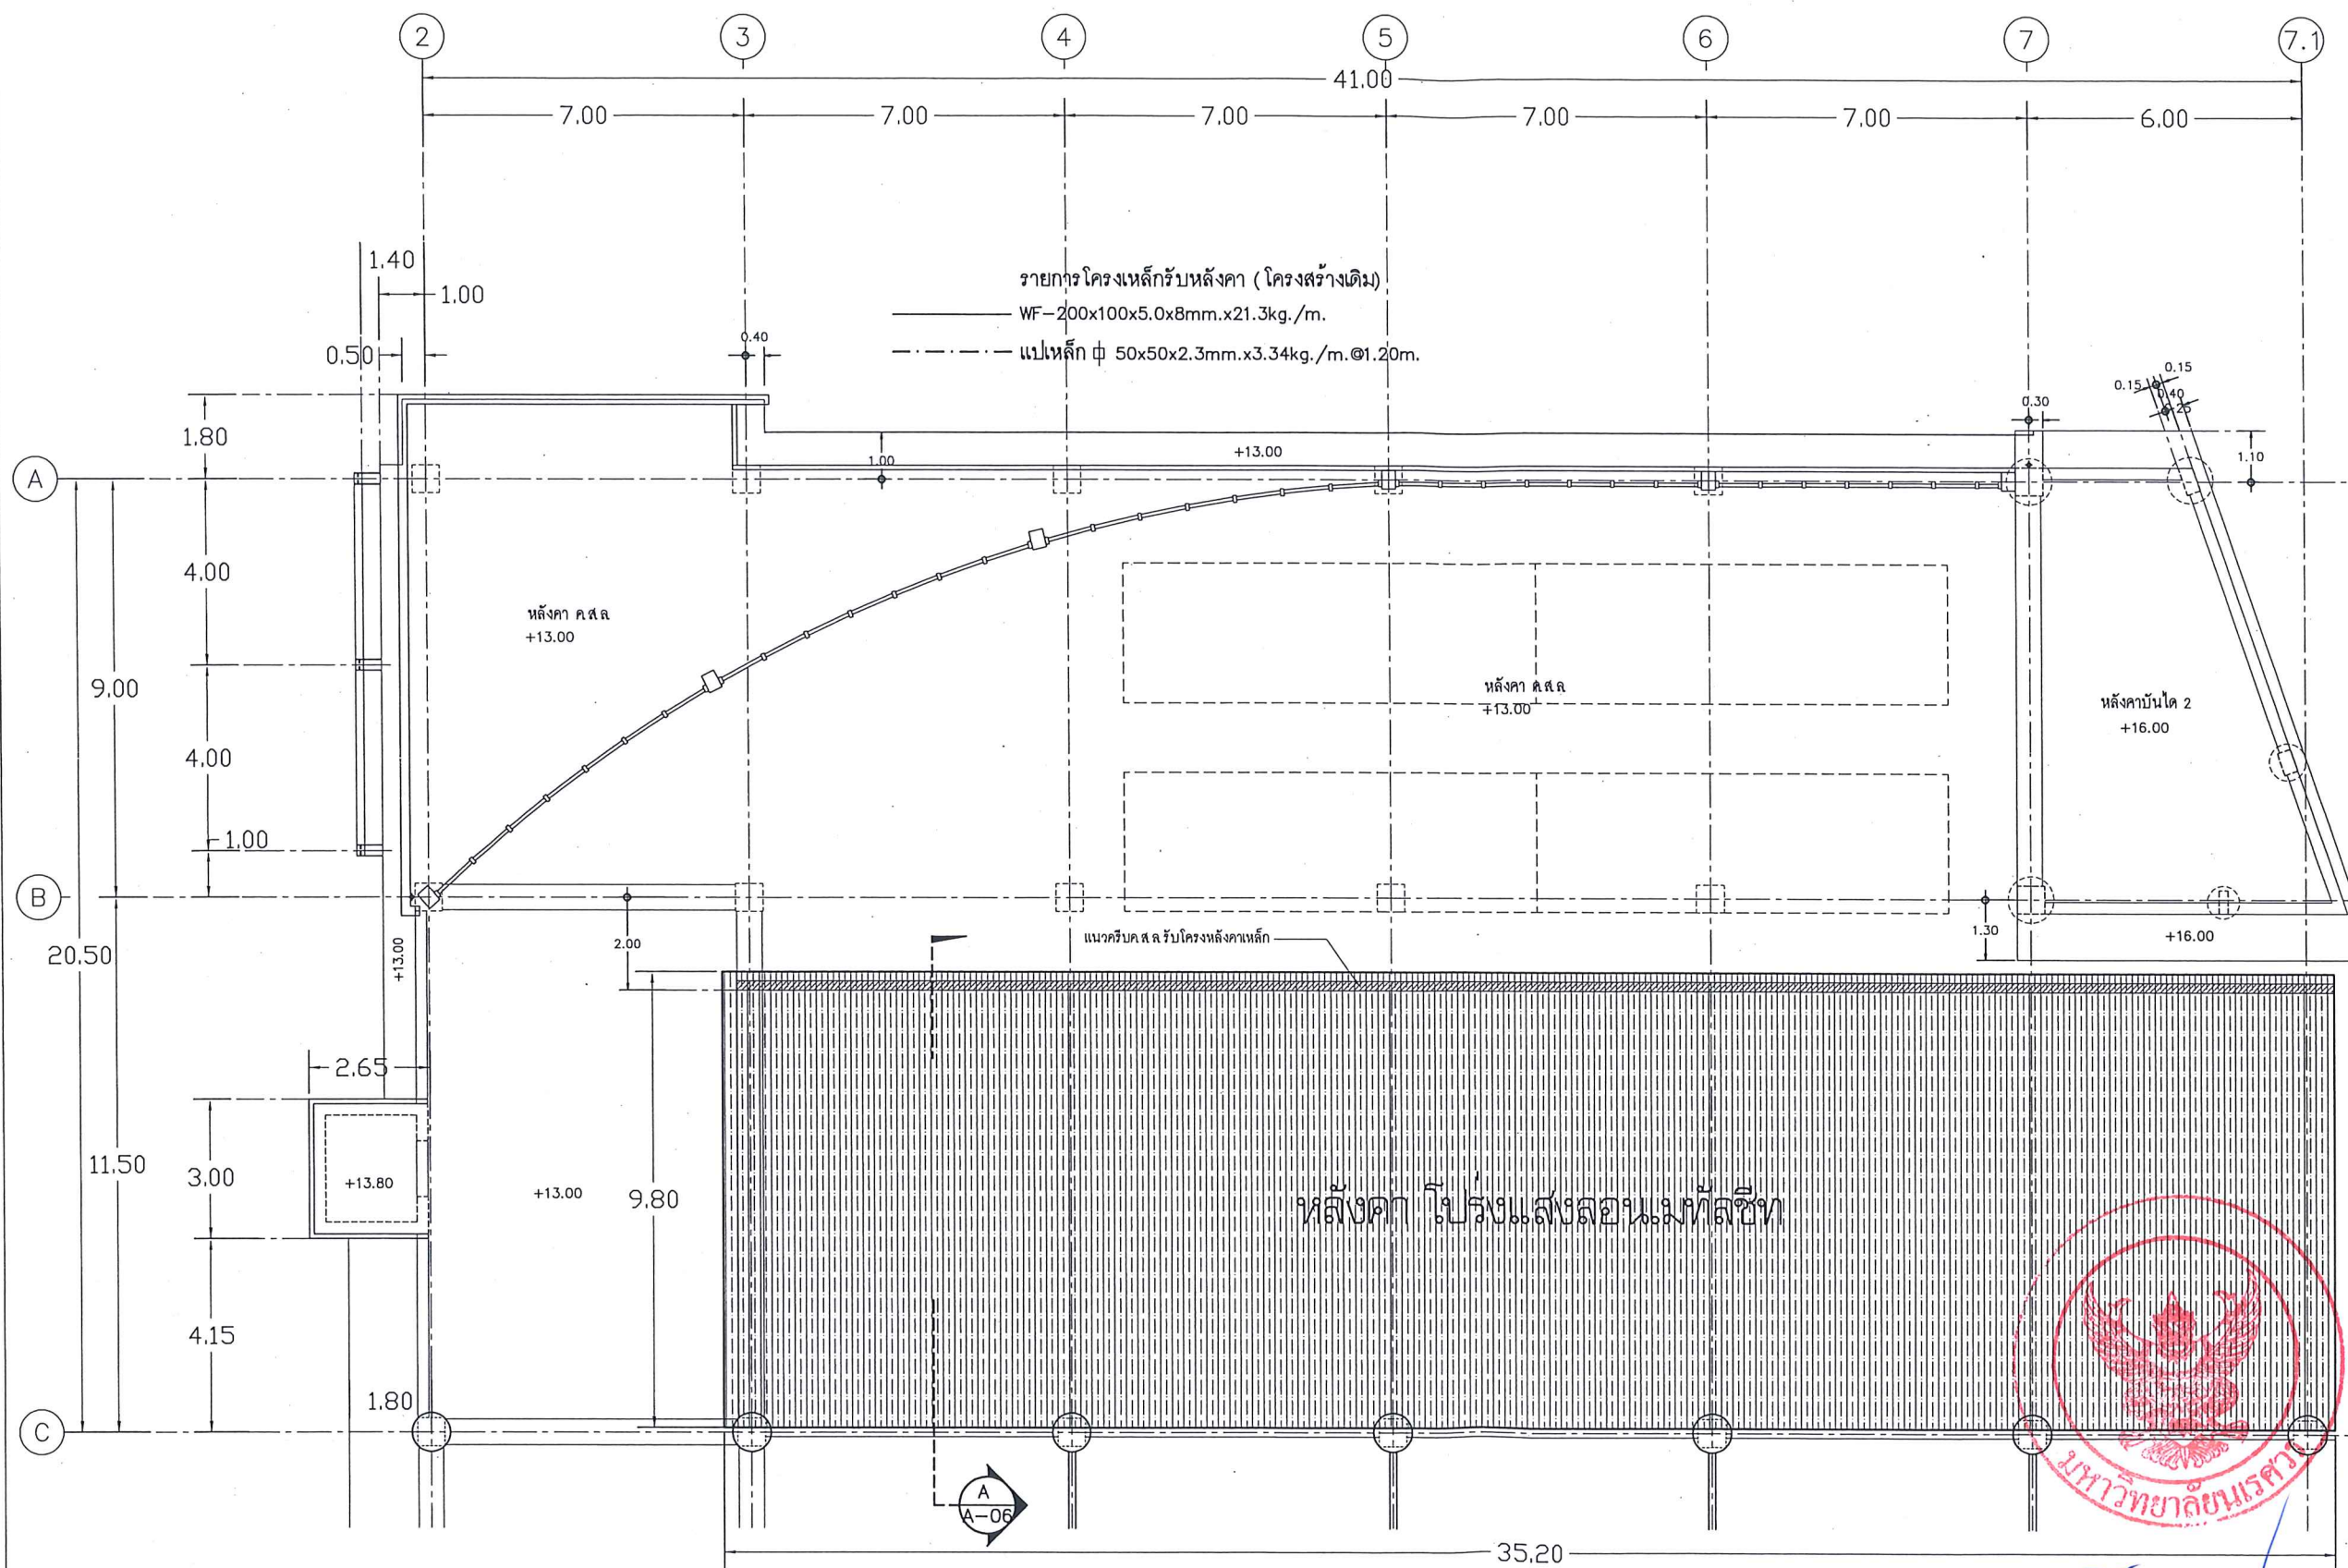 2 3 4 5 6 7 7.1
41.00
7.00 7.00 7.00 7.00 7.00 6.00
1.40
1.00
รายการโครงเหล็กรับหลังคา (โครงสร้างเดิม)
WF-200x100x5.0x8mm.x21.3kg./m.
0.50
0.40
แปเหล็ก 50x50x2.3mm.x3.34kg./m.@1.20m.
0.15 0.15
0.40
0.25
0.30
1.80
1.00
+13.00
1.10
A
4.00
หลังคา ค.ส.ล
+13.00
9.00
หลังคา ค.ส.ล
+13.00
หลังคาบันได 2
+16.00
4.00
1.00
B
20.50
+13.00
2.00
แนวครีบค.ส.ล.รับโครงหลังคาเหล็ก
1.30
+16.00
2.65
11.50
3.00
+13.80
+13.00
9.80
หลังคา โปร่งแสงลอนเมทัลชีท
4.15
1.80
C
A
A-06
มหาวิทยาลัยนเรศวร
35.20